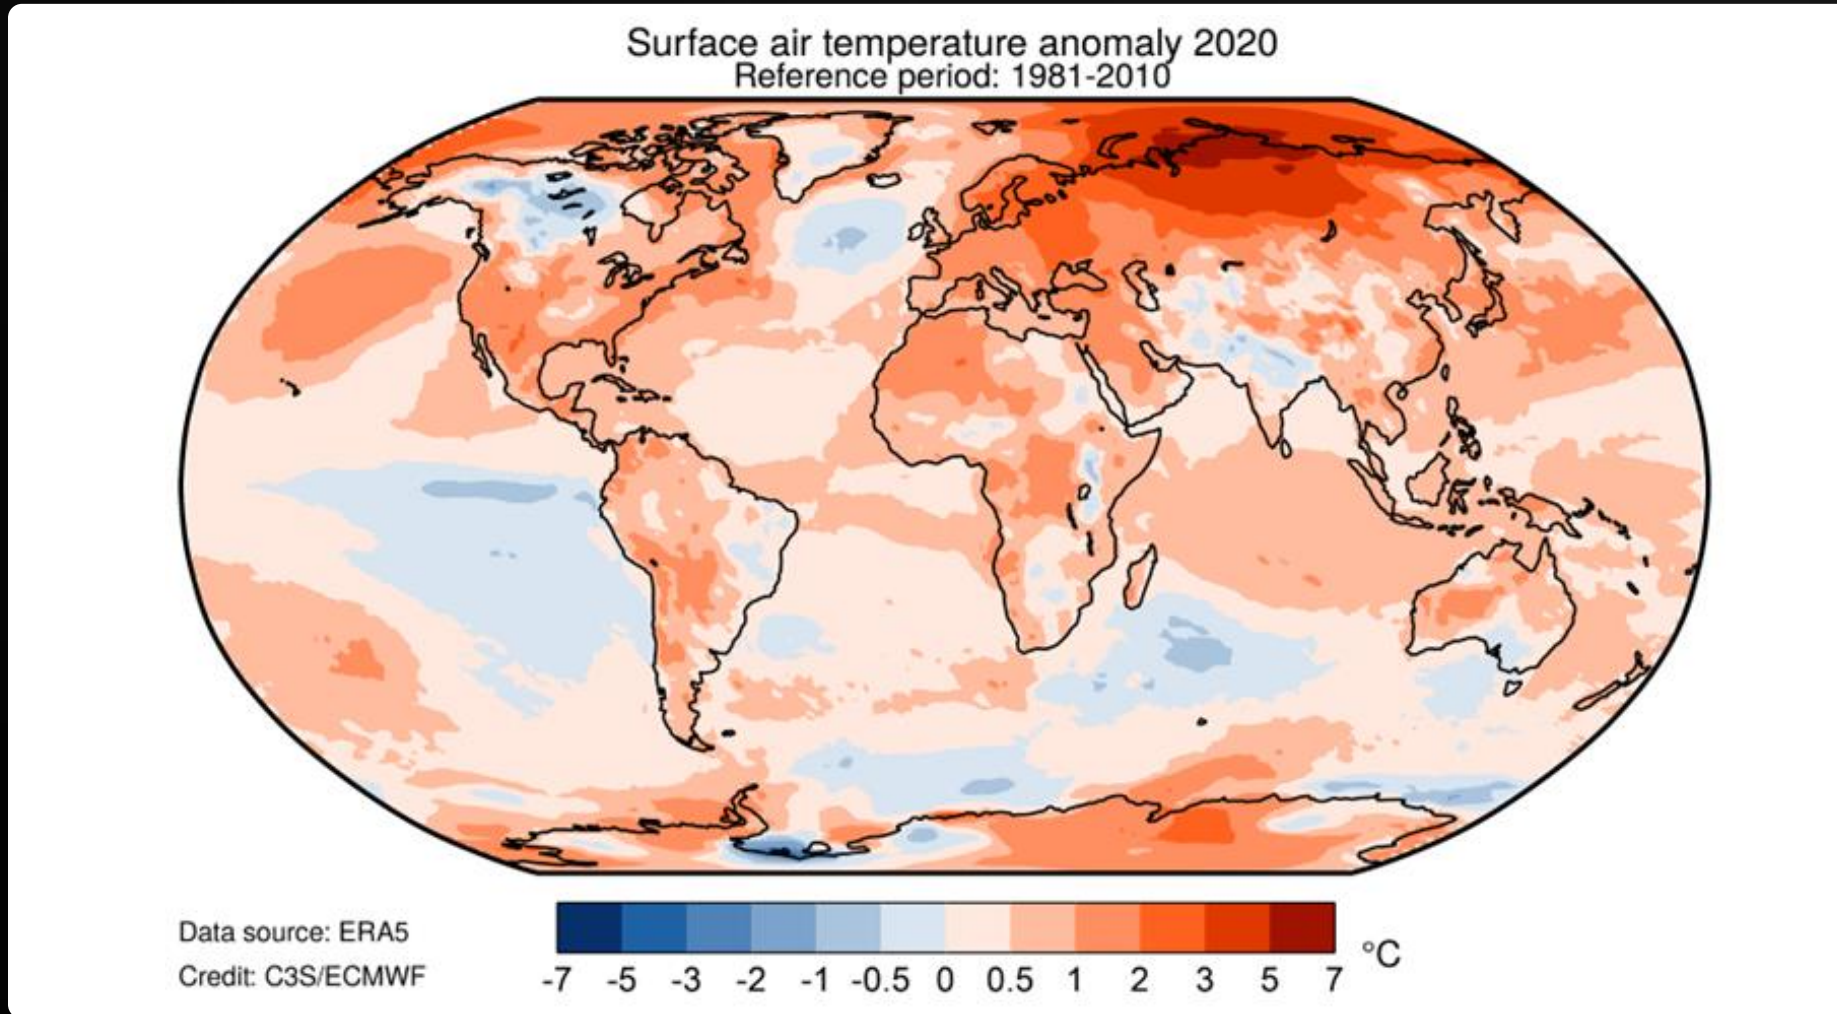 Surface air temperature anomaly 2020
Reference period: 1981-2010
Data source: ERA5
Credit: C3S/ECMWF
-7 -5 -3 -2 -1 -0.5 0 0.5 1 2 3 5 7
°C